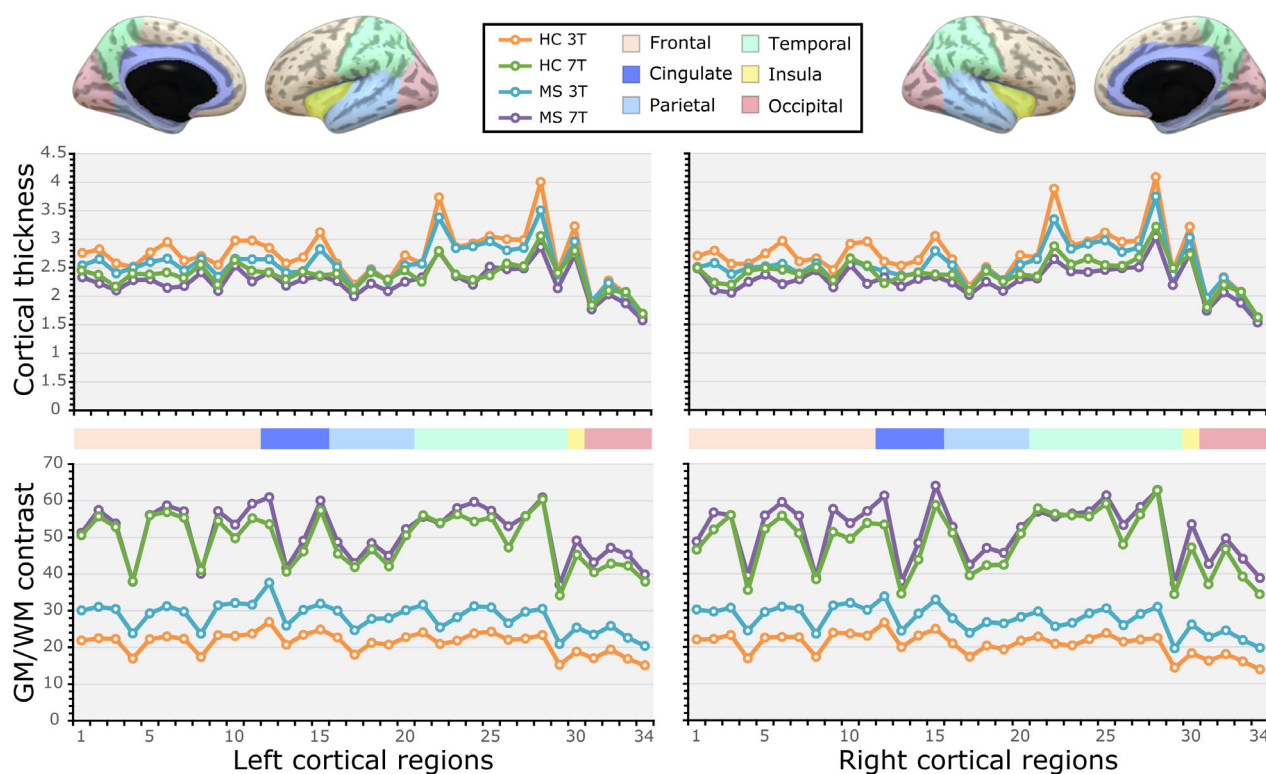 HC 3T
HC 7T
MS 3T
MS 7T
Frontal
Cingulate
Parietal
Temporal
Insula
Occipital
Cortical thickness
4.5
4
3.5
3
2.5
2
1.5
1
1.5
0
GM/WM contrast
70
60
50
40
30
20
10
0
1 5 10 15 20 25 30 34
1 5 10 15 20 25 30 34
Left cortical regions
Right cortical regions